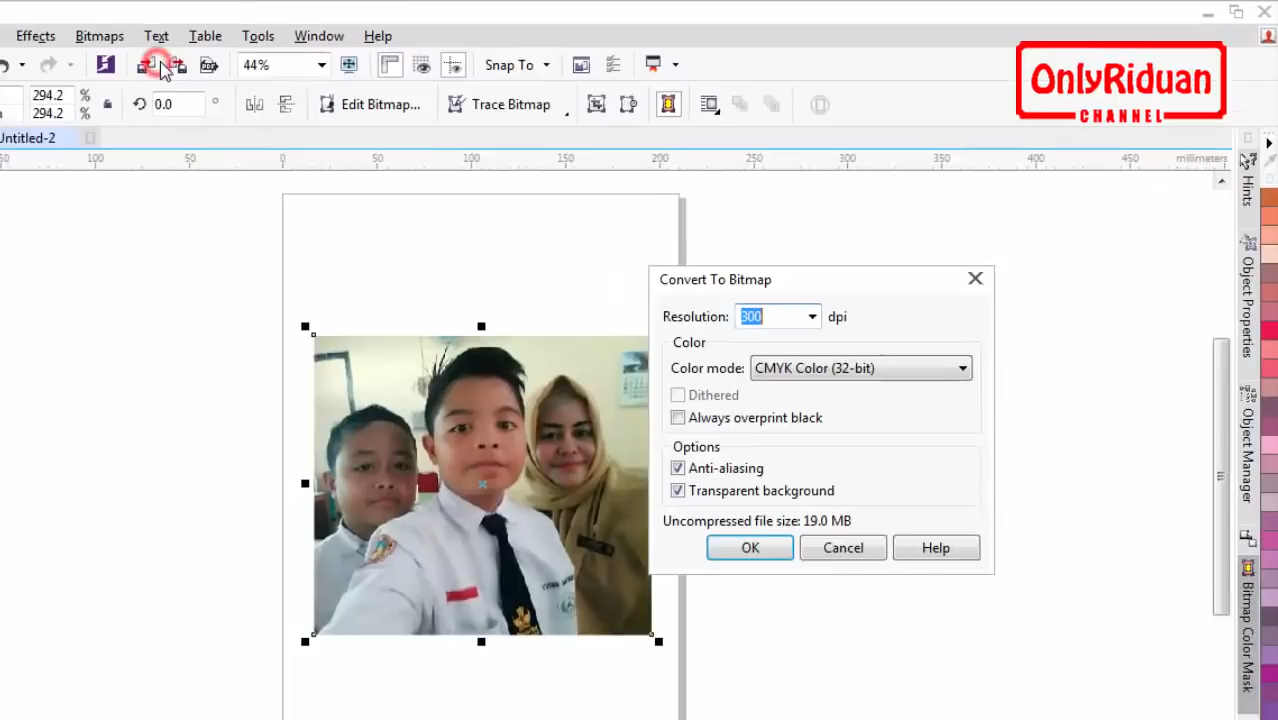 Effects Bitmaps Text Table Tools Window Help
44% Snap To
294.2 %
294.2 %
0.0 ° Edit Bitmap... Trace Bitmap
OnlyRiduan
CHANNEL
Untitled-2
100 50 0 50 100 150 200 250 300 350 400 450 millimeters
Convert To Bitmap
Resolution: 300 dpi
Color
Color mode: CMYK Color (32-bit)
Dithered
Always overprint black
Options
Anti-aliasing
Transparent background
Uncompressed file size: 19.0 MB
OK Cancel Help
Hints
Object Properties
Object Manager
Bitmap Color Mask